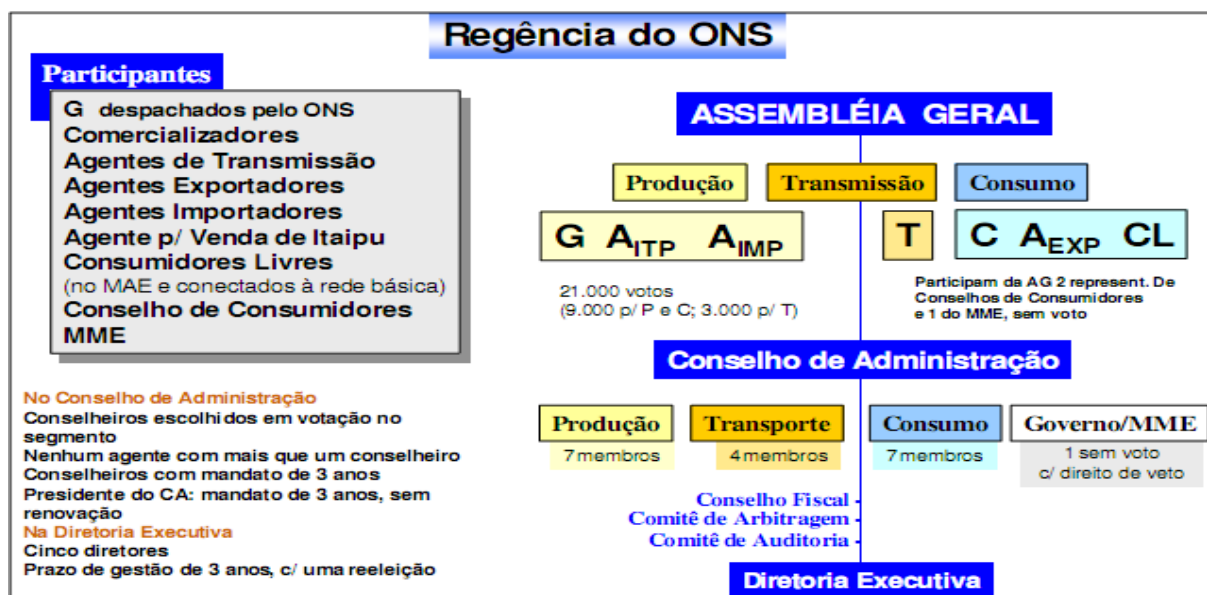 Regência do ONS
Participantes
G despachados pelo ONS
Comercializadores
Agentes de Transmissão
Agentes Exportadores
Agentes Importadores
Agente p/ Venda de Itaipu
Consumidores Livres
(no MAE e conectados à rede básica)
Conselho de Consumidores
MME
No Conselho de Administração
Conselheiros escolhidos em votação no
segmento
Nenhum agente com mais que um conselheiro
Conselheiros com mandato de 3 anos
Presidente do CA: mandato de 3 anos, sem
renovação
Na Diretoria Executiva
Cinco diretores
Prazo de gestão de 3 anos, c/ uma reeleição
ASSEMBLÉIA GERAL
Produção
Transmissão
Consumo
G AITP AIMP
T
C AEXP CL
21.000 votos
(9.000 p/ P e C; 3.000 p/ T)
Participam da AG 2 represent. De
Conselhos de Consumidores
e 1 do MME, sem voto
Conselho de Administração
Produção
7 membros
Transporte
4 membros
Consumo
7 membros
Governo/MME
1 sem voto
c/ direito de veto
Conselho Fiscal
Comitê de Arbitragem
Comitê de Auditoria
Diretoria Executiva